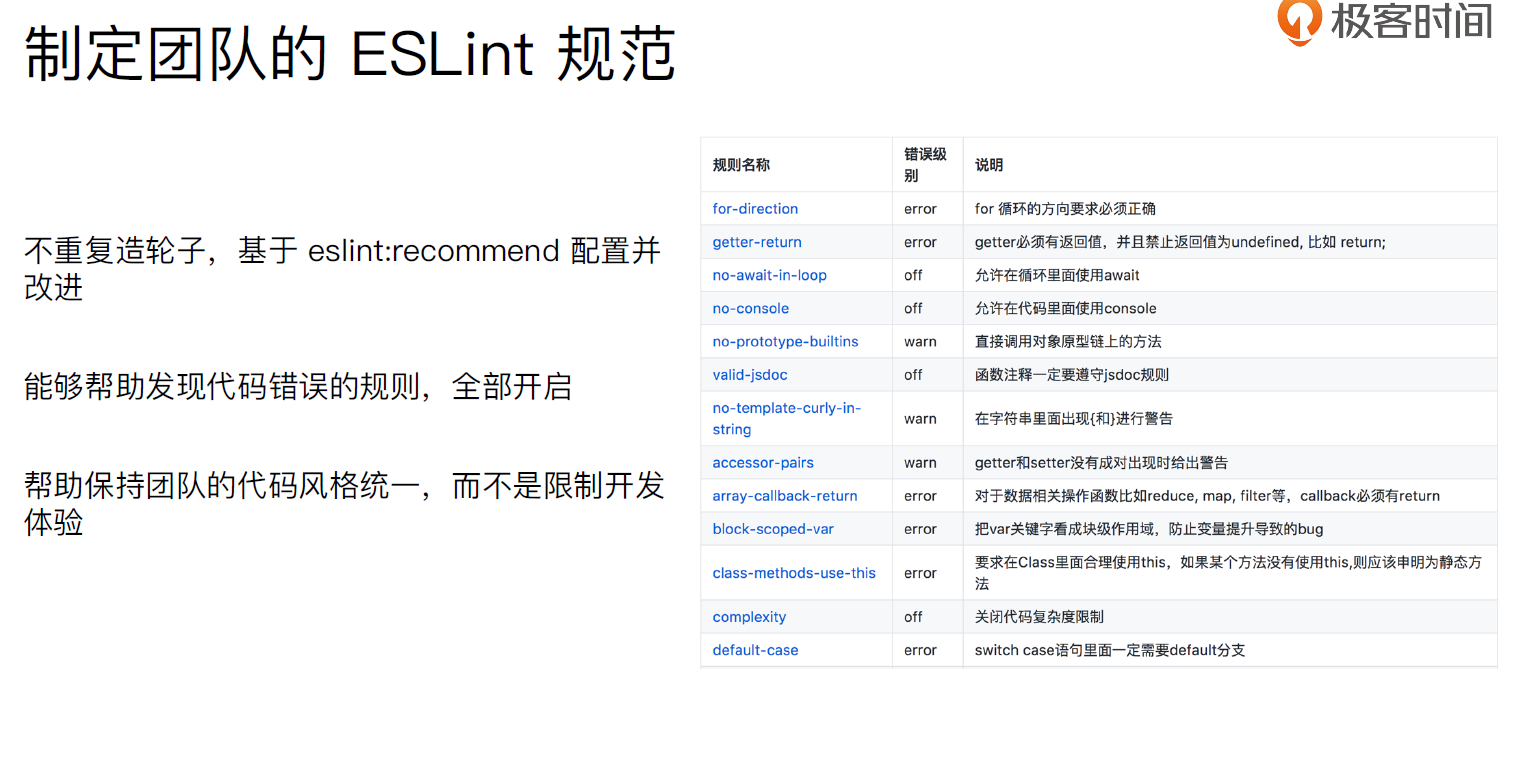 极客时间
制定团队的 ESLint 规范
不重复造轮子，基于 eslint:recommend 配置并
改进
能够帮助发现代码错误的规则，全部开启
帮助保持团队的代码风格统一，而不是限制开发
体验
规则名称 错误级别 说明
for-direction error for 循环的方向要求必须正确
getter-return error getter必须有返回值，并且禁止返回值为undefined, 比如 return;
no-await-in-loop off 允许在循环里面使用await
no-console off 允许在代码里面使用console
no-prototype-builtins warn 直接调用对象原型链上的方法
valid-jsdoc off 函数注释一定要遵守jsdoc规则
no-template-curly-in-
string warn 在字符串里面出现{和}进行警告
accessor-pairs warn getter和setter没有成对出现时给出警告
array-callback-return error 对于数据相关操作函数比如reduce, map, filter等，callback必须有return
block-scoped-var error 把var关键字看成块级作用域，防止变量提升导致的bug
class-methods-use-this error 要求在Class里面合理使用this，如果某个方法没有使用this,则应该申明为静态方
法
complexity off 关闭代码复杂度限制
default-case error switch case语句里面一定需要default分支